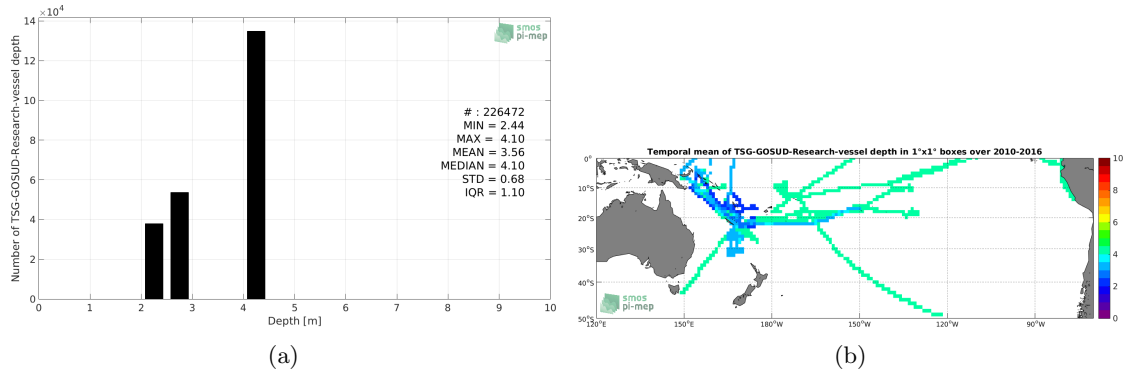 ×10⁴
14
12
10
8
6
4
2
0
Number of TSG-GOSUD-Research-vessel depth
smos
pi-mep
# : 226472
MIN = 2.44
MAX = 4.10
MEAN = 3.56
MEDIAN = 4.10
STD = 0.68
IQR = 1.10
0 1 2 3 4 5 6 7 8 9 10
Depth [m]
(a)
Temporal mean of TSG-GOSUD-Research-vessel depth in 1°x1° boxes over 2010-2016
0°
10°S
20°S
30°S
40°S
50°S
smos
pi-mep
120°E 150°E 180°W 150°W 120°W 90°W
10
8
6
4
2
0
(b)